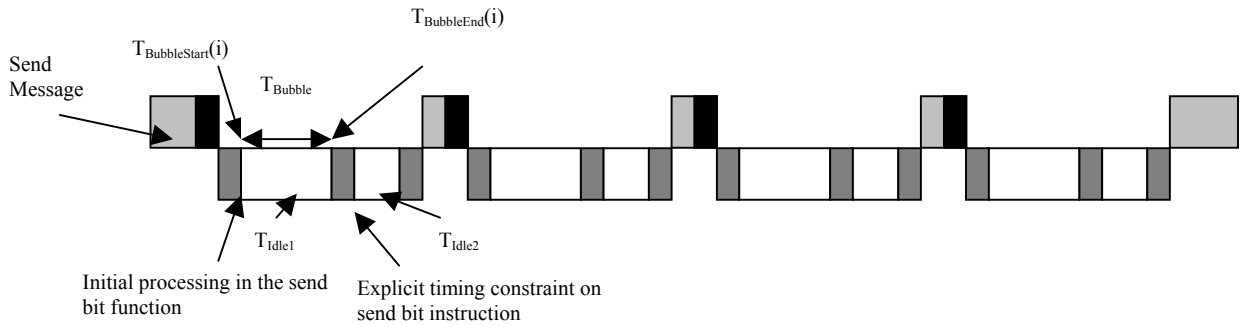 T_BubbleEnd(i)
T_BubbleStart(i)
Send
Message
T_Bubble
T_Idle1
T_Idle2
Initial processing in the send
bit function
Explicit timing constraint on
send bit instruction